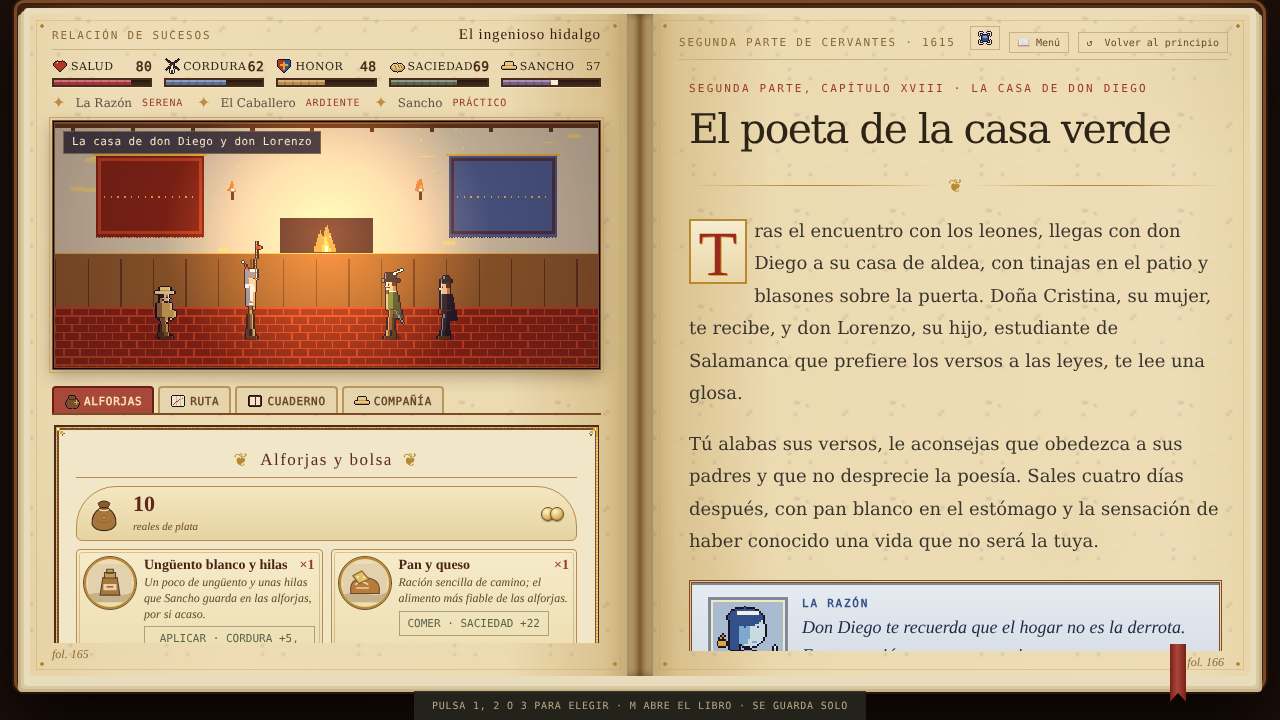 RELACIÓN DE SUCESOS
El ingenioso hidalgo
SALUD 80
CORDURA 62
HONOR 48
SACIEDAD 69
SANCHO 57
La Razón SERENA
El Caballero ARDIENTE
Sancho PRÁCTICO
La casa de don Diego y don Lorenzo
ALFORJAS
RUTA
CUADERNO
COMPAÑÍA
Alforjas y bolsa
10
reales de plata
Ungüento blanco y hilas ×1
Un poco de ungüento y unas hilas
que Sancho guarda en las alforjas,
por si acaso.
APLICAR · CORDURA +5,
Pan y queso ×1
Ración sencilla de camino; el
alimento más fiable de las alforjas.
COMER · SACIEDAD +22
fol. 165
SEGUNDA PARTE DE CERVANTES · 1615
Menú
↺ Volver al principio
SEGUNDA PARTE, CAPÍTULO XVIII · LA CASA DE DON DIEGO
El poeta de la casa verde
Tras el encuentro con los leones, llegas con don
Diego a su casa de aldea, con tinajas en el patio y
blasones sobre la puerta. Doña Cristina, su mujer,
te recibe, y don Lorenzo, su hijo, estudiante de
Salamanca que prefiere los versos a las leyes, te lee una
glosa.
Tú alabas sus versos, le aconsejas que obedezca a sus
padres y que no desprecie la poesía. Sales cuatro días
después, con pan blanco en el estómago y la sensación de
haber conocido una vida que no será la tuya.
LA RAZÓN
Don Diego te recuerda que el hogar no es la derrota.
fol. 166
PULSA 1, 2 O 3 PARA ELEGIR · M ABRE EL LIBRO · SE GUARDA SOLO